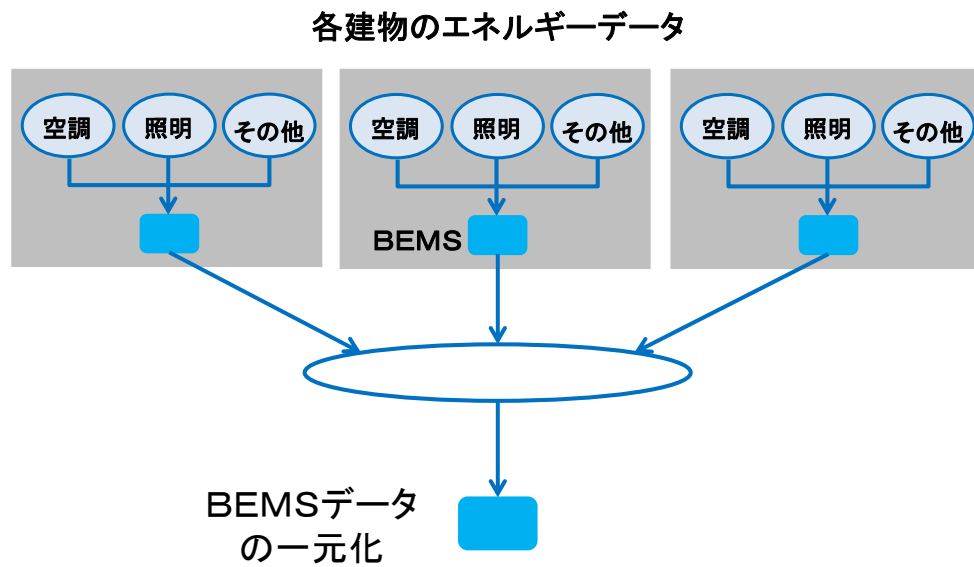 各建物のエネルギーデータ
空調 照明 その他
空調 照明 その他
空調 照明 その他
BEMS
BEMSデータ
の一元化